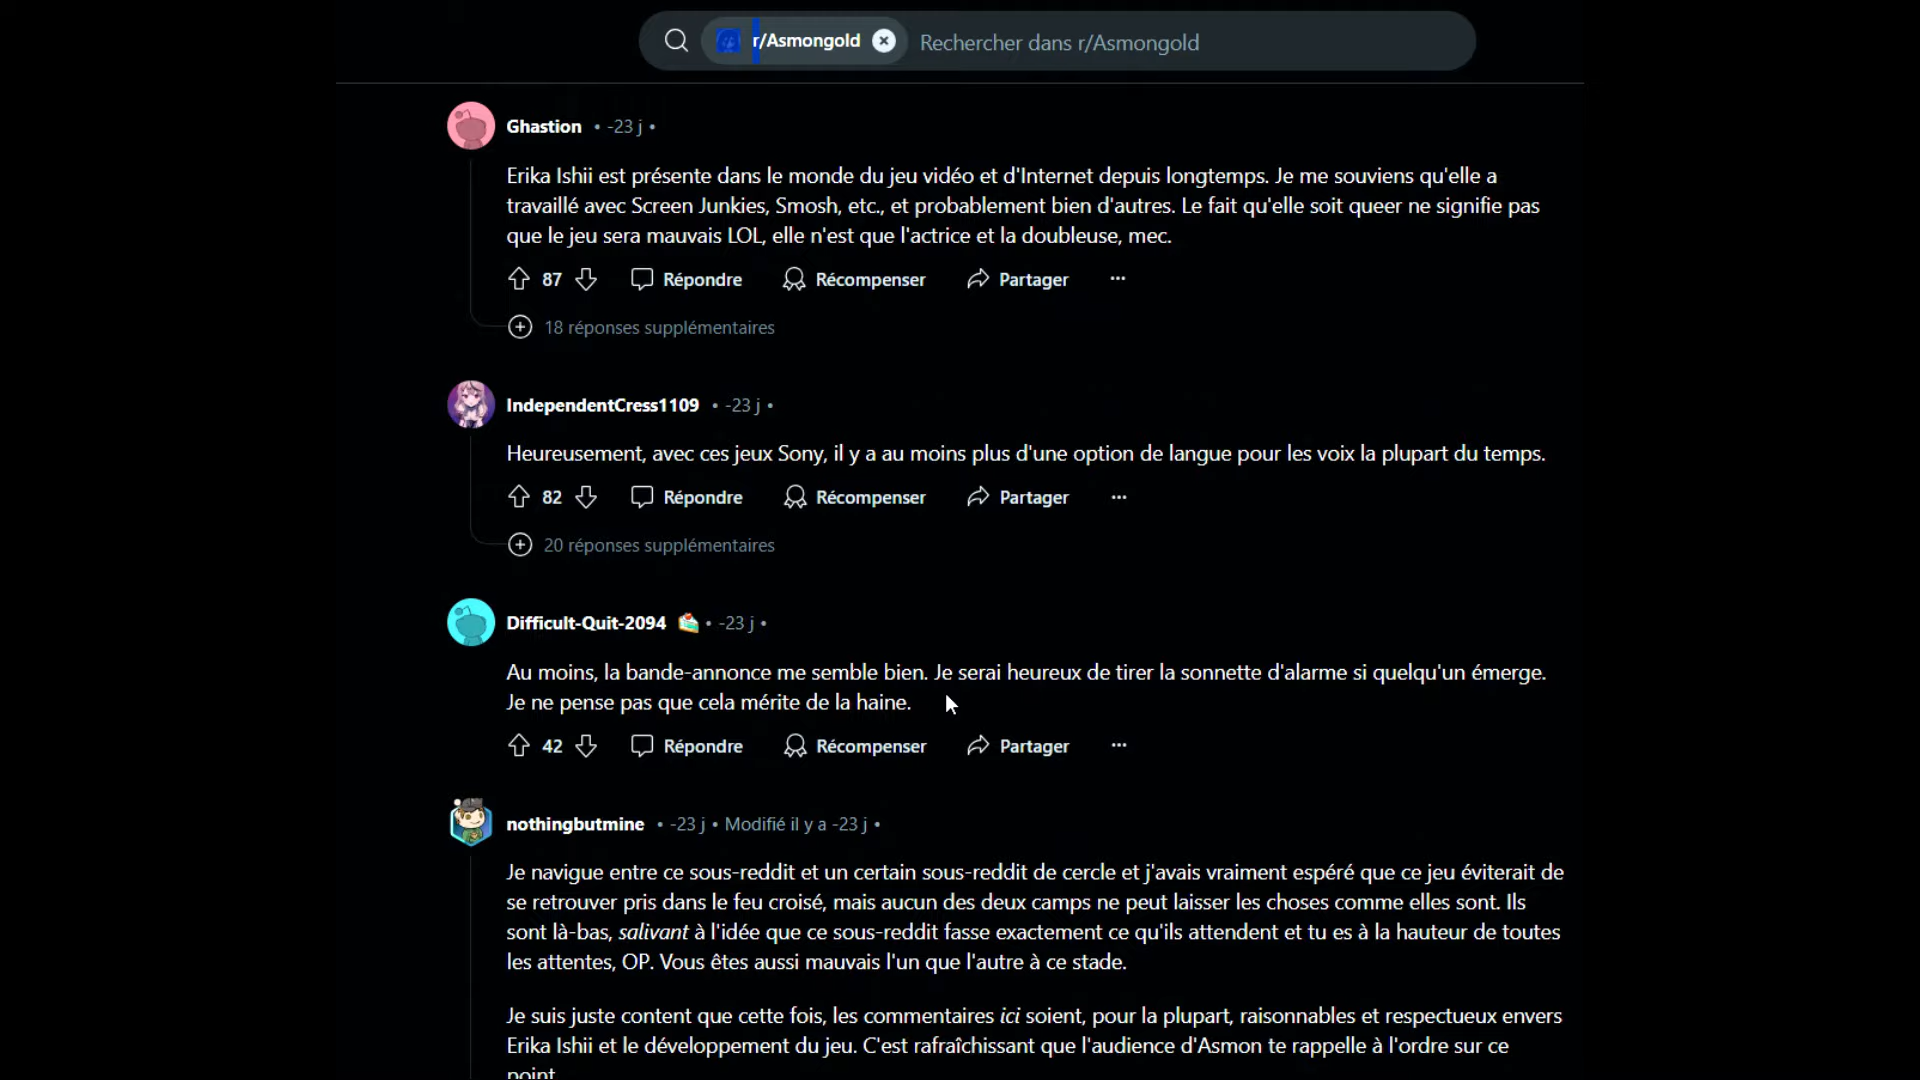 r/Asmongold
Rechercher dans r/Asmongold
Ghastion • -23 j •
Erika Ishii est présente dans le monde du jeu vidéo et d'Internet depuis longtemps. Je me souviens qu'elle a
travaillé avec Screen Junkies, Smosh, etc., et probablement bien d'autres. Le fait qu'elle soit queer ne signifie pas
que le jeu sera mauvais LOL, elle n'est que l'actrice et la doubleuse, mec.
87 Répondre Récompenser Partager ...
18 réponses supplémentaires
IndependentCress1109 • -23 j •
Heureusement, avec ces jeux Sony, il y a au moins plus d'une option de langue pour les voix la plupart du temps.
82 Répondre Récompenser Partager ...
20 réponses supplémentaires
Difficult-Quit-2094 • -23 j •
Au moins, la bande-annonce me semble bien. Je serai heureux de tirer la sonnette d'alarme si quelqu'un émerge.
Je ne pense pas que cela mérite de la haine.
42 Répondre Récompenser Partager ...
nothingbutmine • -23 j • Modifié il y a -23 j •
Je navigue entre ce sous-reddit et un certain sous-reddit de cercle et j'avais vraiment espéré que ce jeu éviterait de
se retrouver pris dans le feu croisé, mais aucun des deux camps ne peut laisser les choses comme elles sont. Ils
sont là-bas, salivant à l'idée que ce sous-reddit fasse exactement ce qu'ils attendent et tu es à la hauteur de toutes
les attentes, OP. Vous êtes aussi mauvais l'un que l'autre à ce stade.
Je suis juste content que cette fois, les commentaires ici soient, pour la plupart, raisonnables et respectueux envers
Erika Ishii et le développement du jeu. C'est rafraîchissant que l'audience d'Asmon te rappelle à l'ordre sur ce
point.